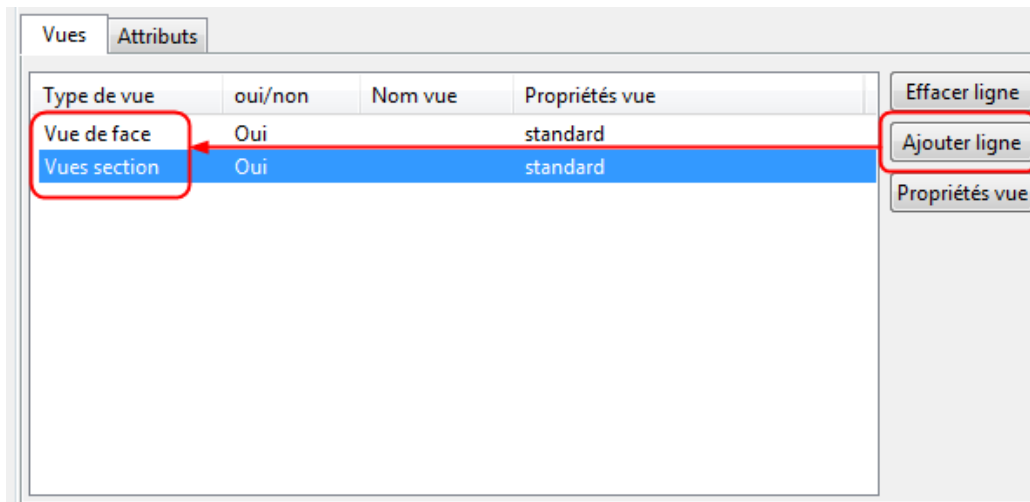 Vues Attributs
Type de vue oui/non Nom vue Propriétés vue
Effacer ligne
Vue de face Oui standard
Ajouter ligne
Vues section Oui standard
Propriétés vue